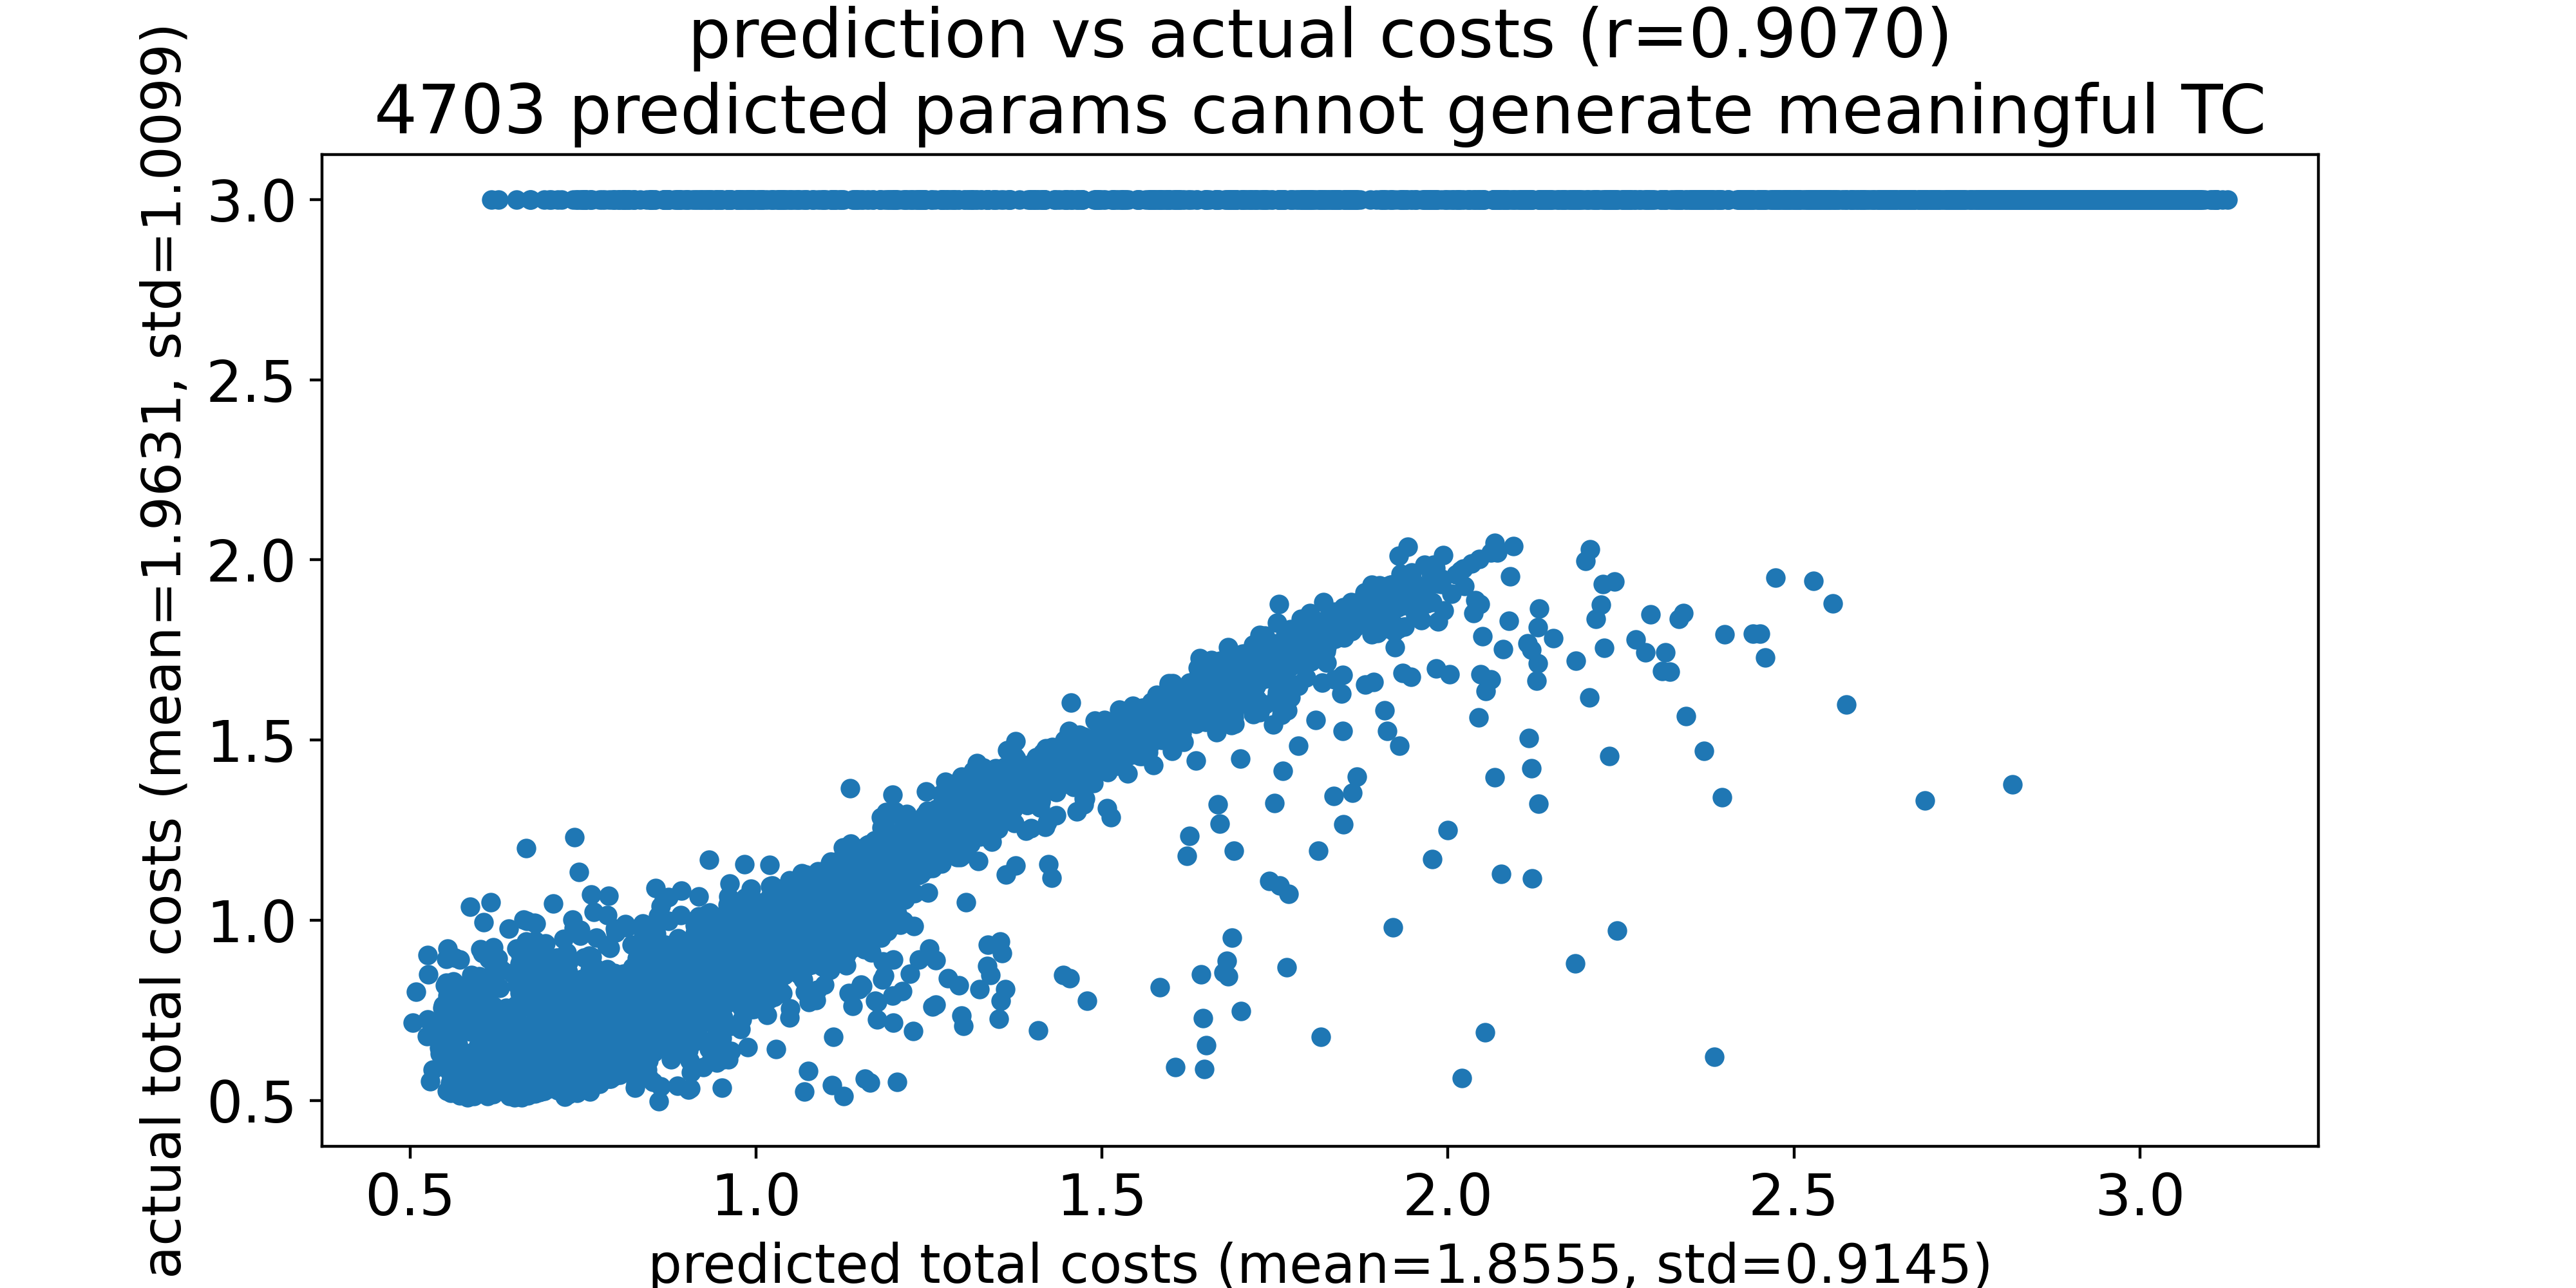 prediction vs actual costs (r=0.9070)
4703 predicted params cannot generate meaningful TC
actual total costs (mean=1.9631, std=1.0099)
3.0
2.5
2.0
1.5
1.0
0.5
0.5 1.0 1.5 2.0 2.5 3.0
predicted total costs (mean=1.8555, std=0.9145)